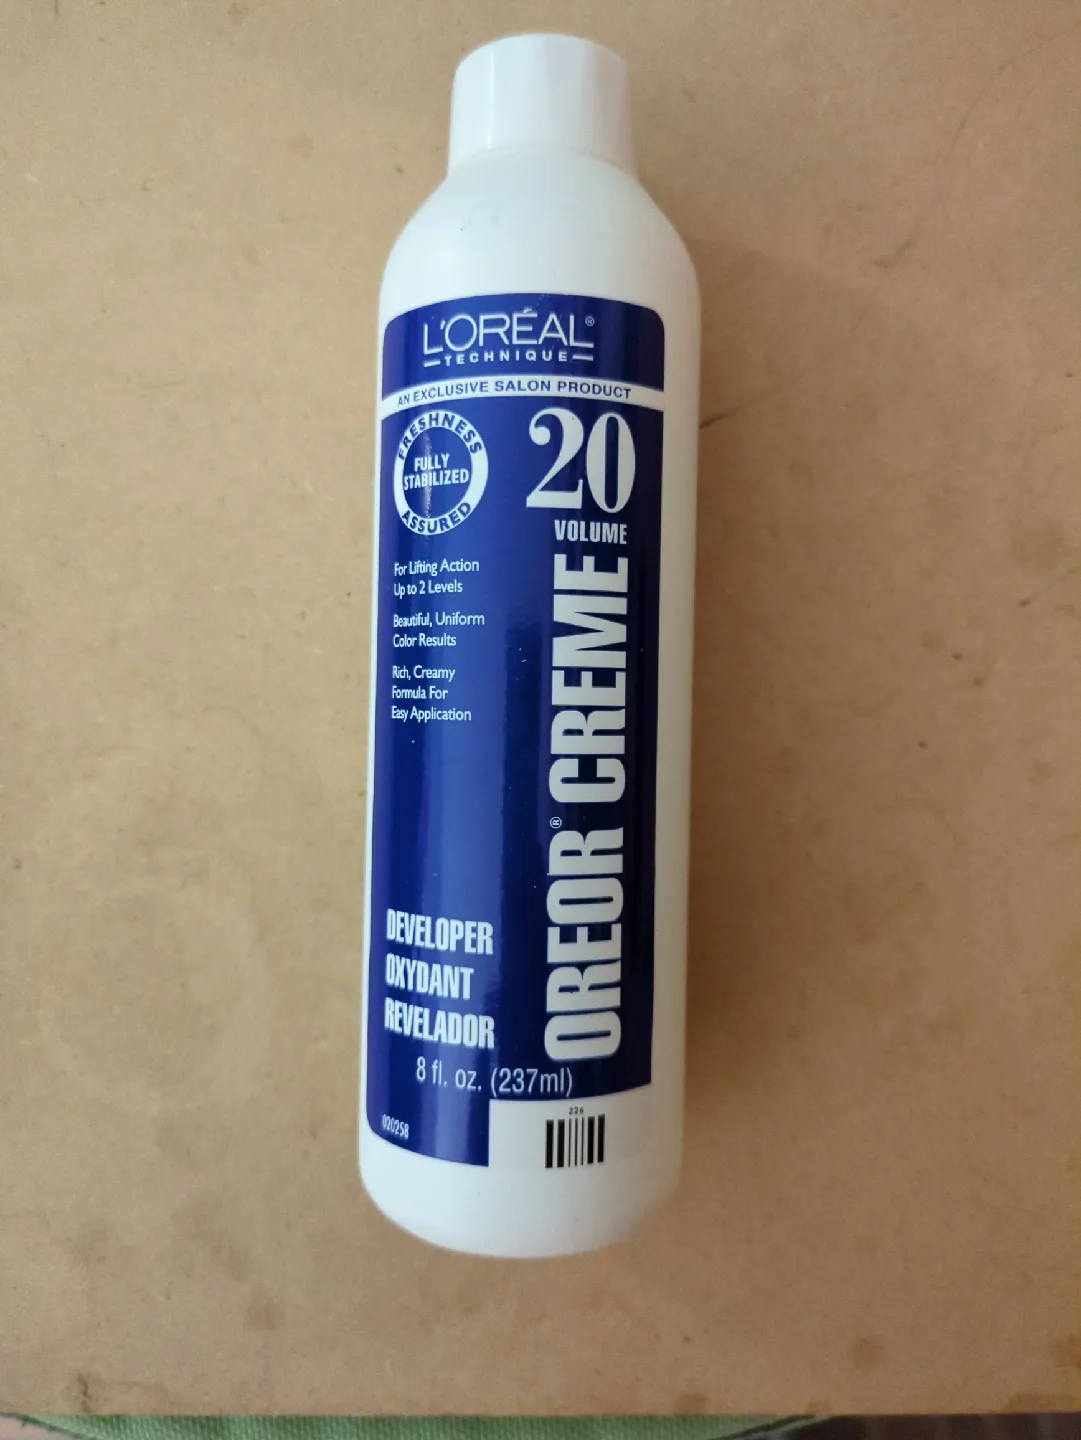 L'ORÉAL®
TECHNIQUE
AN EXCLUSIVE SALON PRODUCT
FRESHNESS
FULLY
STABILIZED
ASSURED
20
VOLUME
OREOR® CREME
For Lifting Action
Up to 2 Levels
Beautiful, Uniform
Color Results
Rich, Creamy
Formula For
Easy Application
DEVELOPER
OXYDANT
REVELADOR
8 fl. oz. (237ml)
020258
226